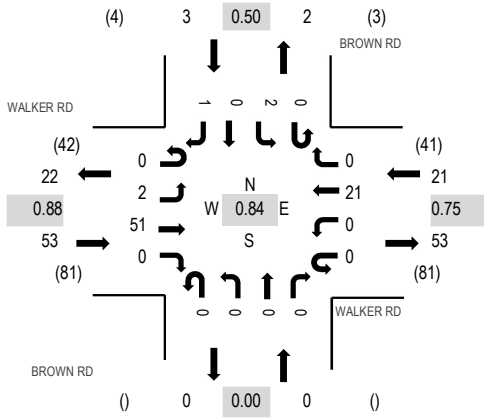 (4) 3 0.50 2 (3)
BROWN RD
WALKER RD
1 0 2 0
(42) (41)
0 0
22 21
2 N 21
0.88 W 0.84 E 0.75
51 0
53 S 53
0 0
(81) (81)
0 0 0 0
WALKER RD
BROWN RD
() 0 0.00 0 ()